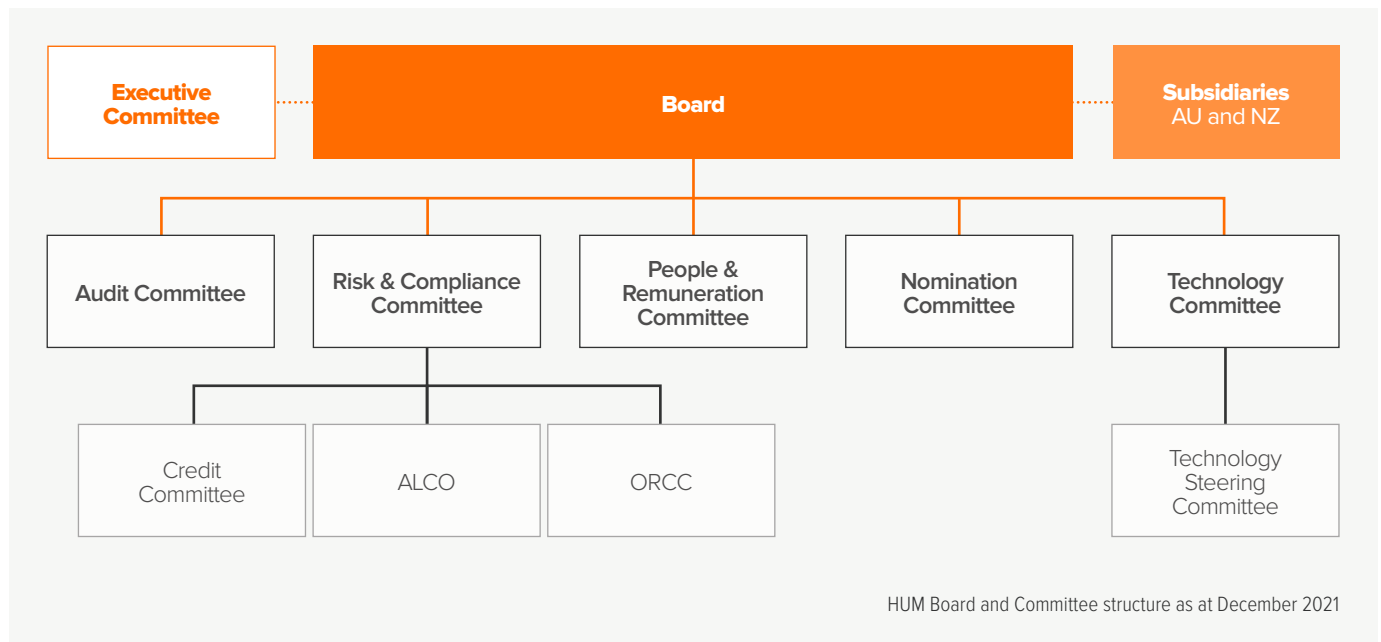 Executive
Committee
Board
Subsidiaries
AU and NZ
Audit Committee
Risk & Compliance
Committee
People &
Remuneration
Committee
Nomination
Committee
Technology
Committee
Credit
Committee
ALCO
ORCC
Technology
Steering
Committee
HUM Board and Committee structure as at December 2021